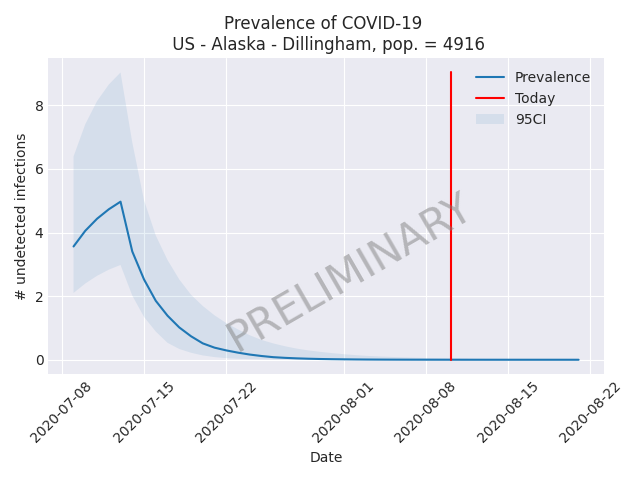 Prevalence of COVID-19
US - Alaska - Dillingham, pop. = 4916
Prevalence
Today
95CI
8
6
4
2
0
# undetected infections
PRELIMINARY
2020-07-08
2020-07-15
2020-07-22
2020-08-01
2020-08-08
2020-08-15
2020-08-22
Date